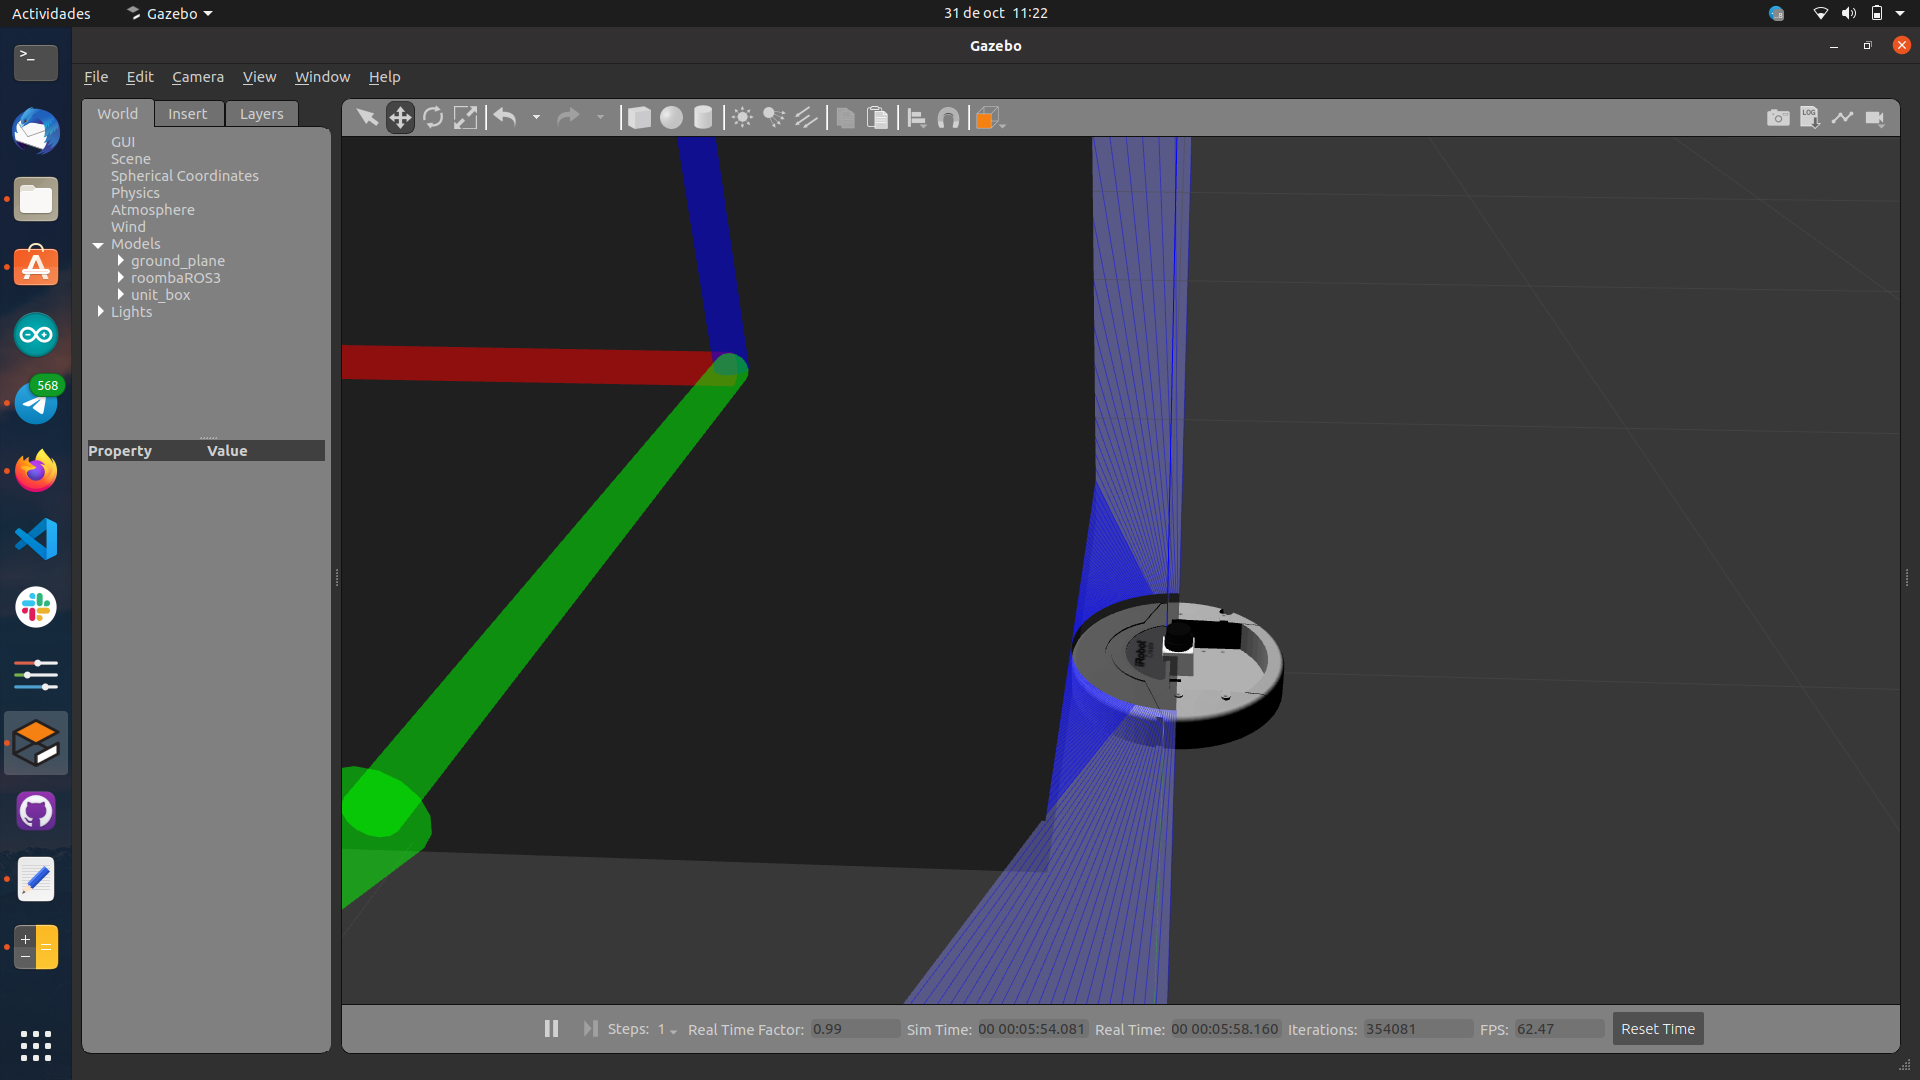 Actividades Gazebo 31 de oct 11:22
Gazebo
File Edit Camera View Window Help
World Insert Layers
LOG
GUI
Scene
Spherical Coordinates
Physics
Atmosphere
Wind
Models
ground_plane
roombaROS3
unit_box
Lights
568
Property Value
iRobot
1
Steps: 1 Real Time Factor: 0.99 Sim Time: 00 00:05:54.081 Real Time: 00 00:05:58.160 Iterations: 354081 FPS: 62.47 Reset Time